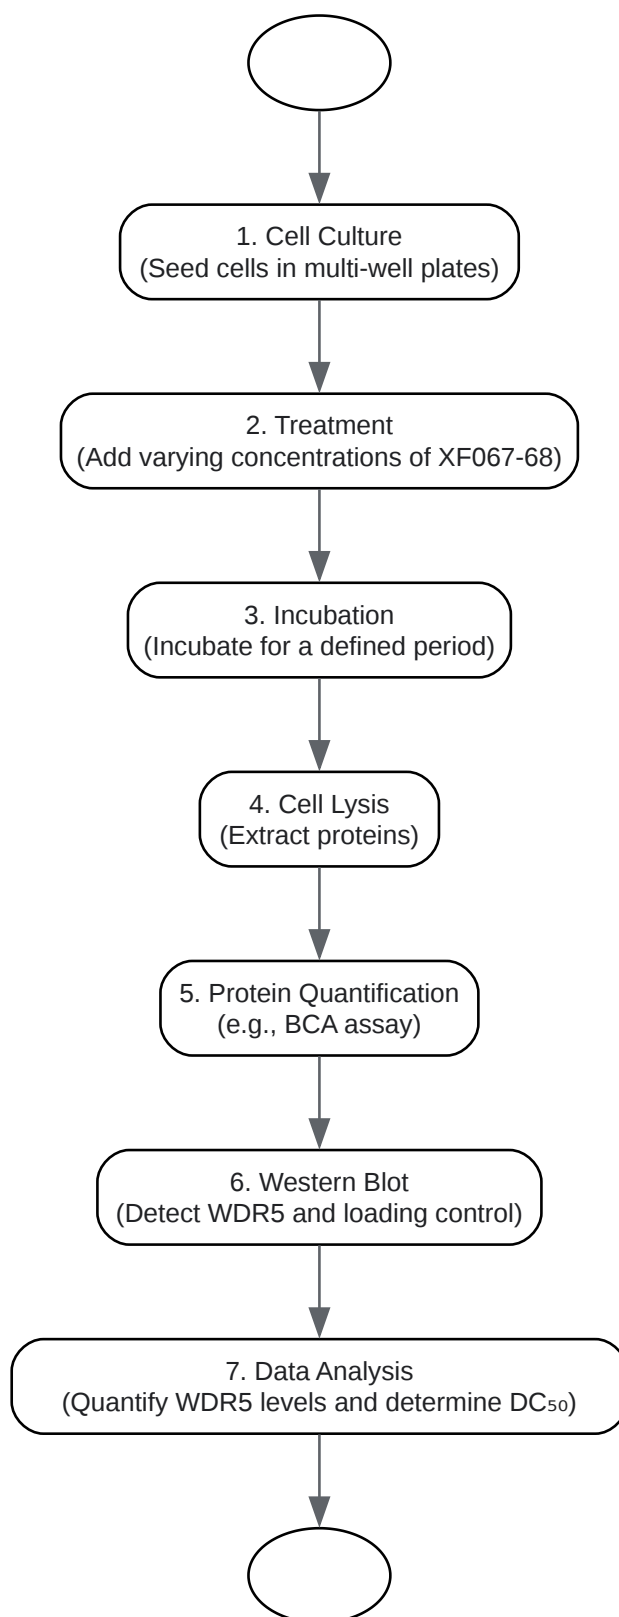 1. Cell Culture
(Seed cells in multi-well plates)
2. Treatment
(Add varying concentrations of XF067-68)
3. Incubation
(Incubate for a defined period)
4. Cell Lysis
(Extract proteins)
5. Protein Quantification
(e.g., BCA assay)
6. Western Blot
(Detect WDR5 and loading control)
7. Data Analysis
(Quantify WDR5 levels and determine DC₅₀)